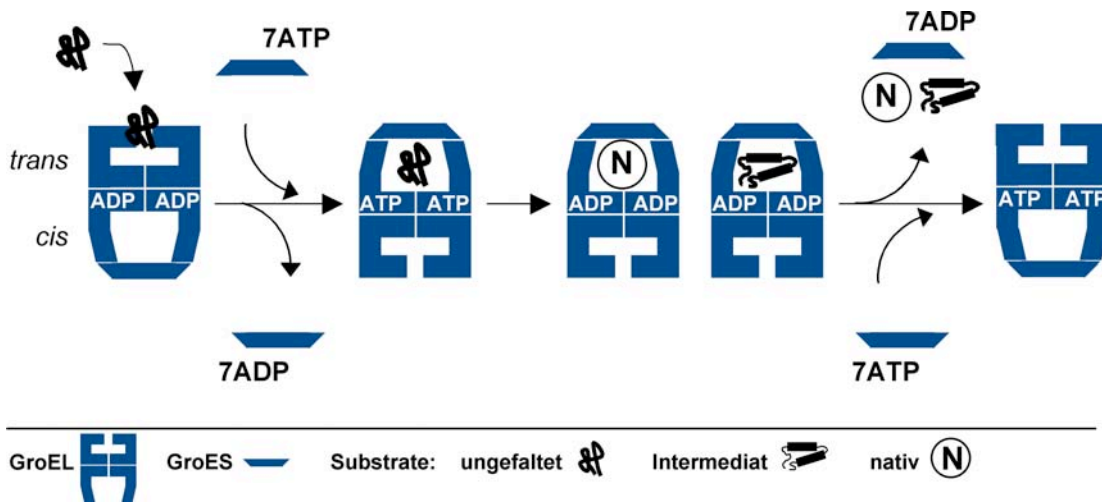 7ATP
7ADP
N
trans
ADP ADP
cis
ATP ATP
N
ADP ADP
ADP ADP
ATP ATP
7ADP
7ATP
GroEL GroES Substrate: ungefaltet Intermediat nativ N